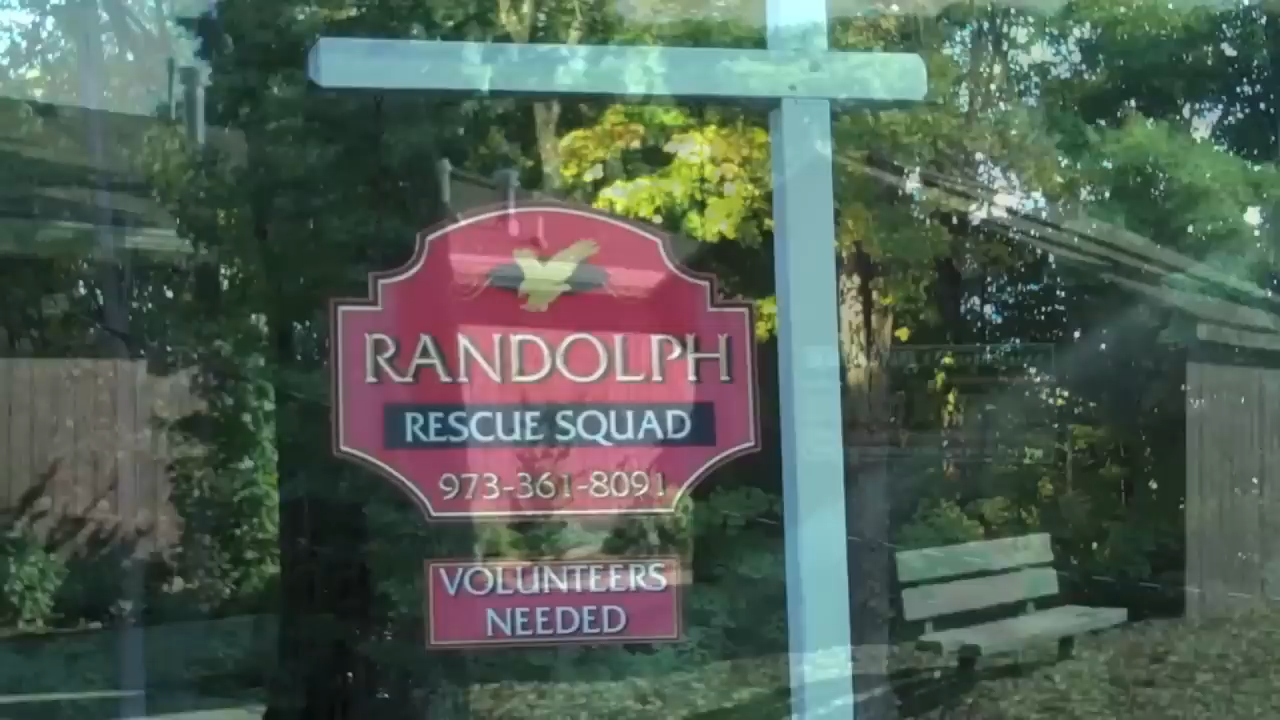 RANDOLPH
RESCUE SQUAD
973-361-8091
VOLUNTEERS
NEEDED